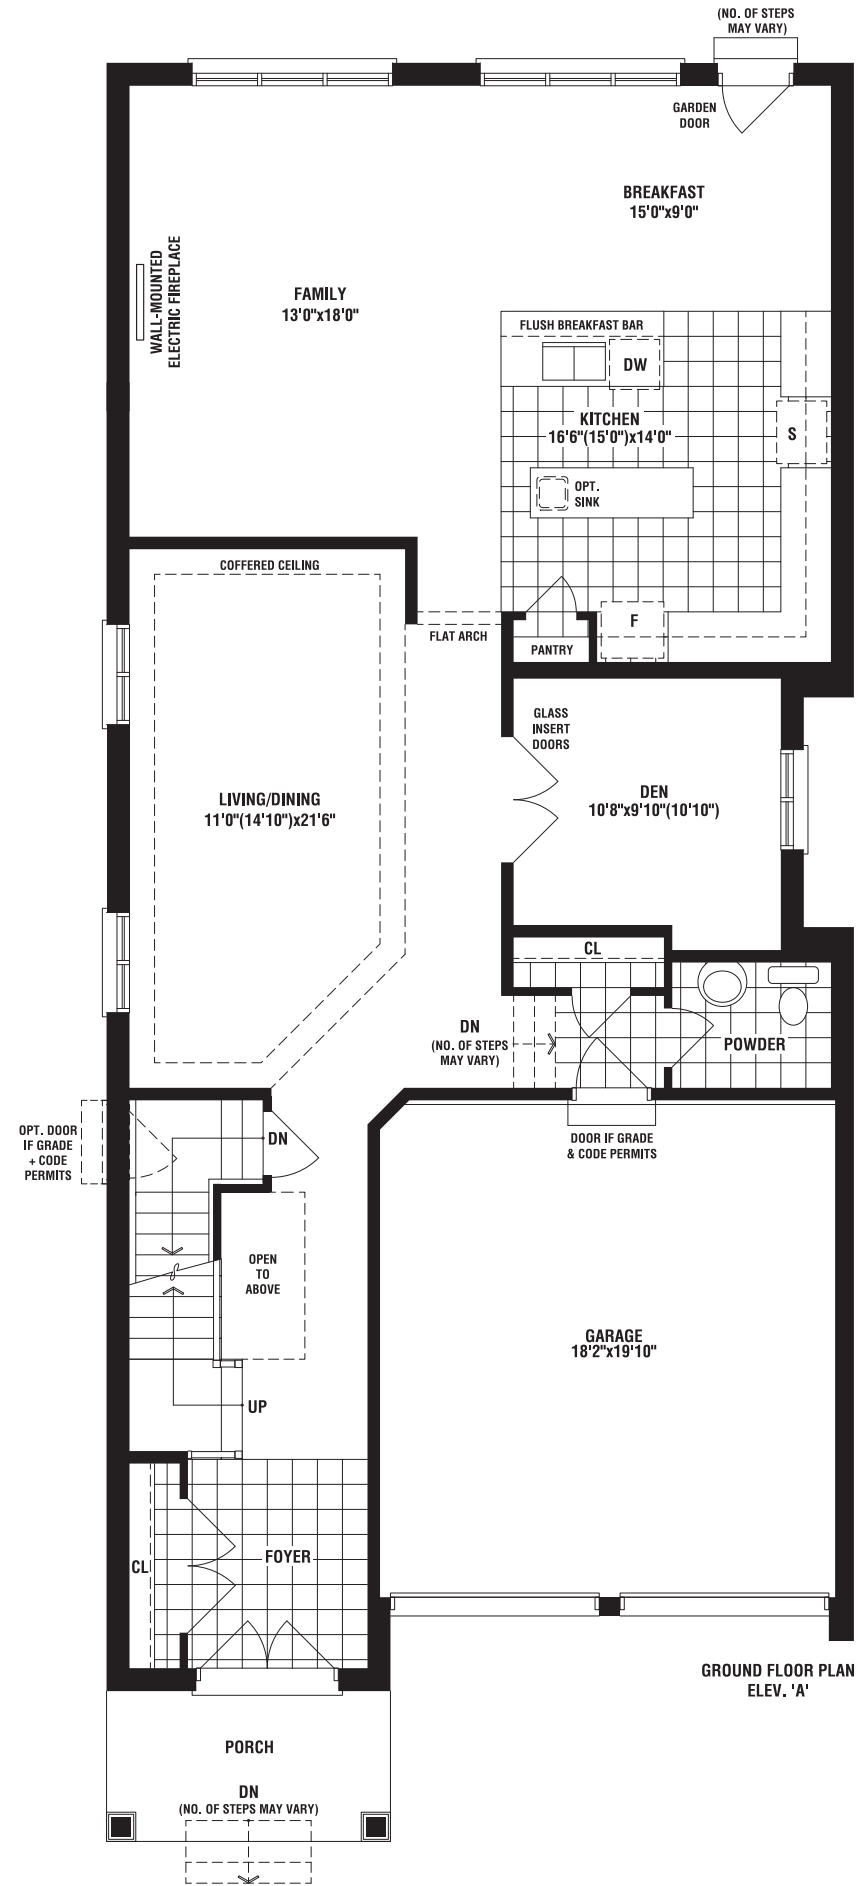 (NO. OF STEPS
MAY VARY)
GARDEN
DOOR
BREAKFAST
15'0"x9'0"
WALL-MOUNTED
ELECTRIC FIREPLACE
FAMILY
13'0"x18'0"
FLUSH BREAKFAST BAR
DW
KITCHEN
16'6"(15'0")x14'0"
S
OPT.
SINK
COFFERED CEILING
F
FLAT ARCH
PANTRY
GLASS
INSERT
DOORS
LIVING/DINING
11'0"(14'10")x21'6"
DEN
10'8"x9'10"(10'10")
CL
DN
(NO. OF STEPS
MAY VARY)
POWDER
OPT. DOOR
IF GRADE
+ CODE
PERMITS
DN
DOOR IF GRADE
& CODE PERMITS
OPEN
TO
ABOVE
GARAGE
18'2"x19'10"
UP
CL
FOYER
GROUND FLOOR PLAN
ELEV. 'A'
PORCH
DN
(NO. OF STEPS MAY VARY)